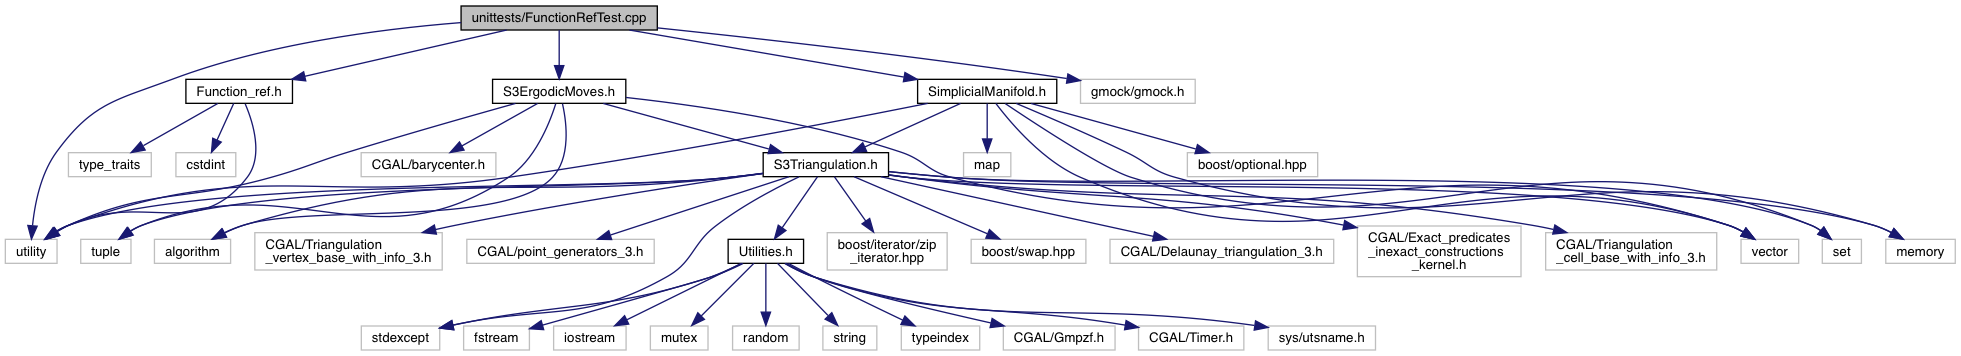 unittests/FunctionRefTest.cpp
Function_ref.h
S3ErgodicMoves.h
SimplicialManifold.h
gmock/gmock.h
type_traits
cstdint
CGAL/barycenter.h
S3Triangulation.h
map
boost/optional.hpp
utility
tuple
algorithm
CGAL/Triangulation
_vertex_base_with_info_3.h
CGAL/point_generators_3.h
Utilities.h
boost/iterator/zip
_iterator.hpp
boost/swap.hpp
CGAL/Delaunay_triangulation_3.h
CGAL/Exact_predicates
_inexact_constructions
_kernel.h
CGAL/Triangulation
_cell_base_with_info_3.h
vector
set
memory
stdexcept
fstream
iostream
mutex
random
string
typeindex
CGAL/Gmpzf.h
CGAL/Timer.h
sys/utsname.h